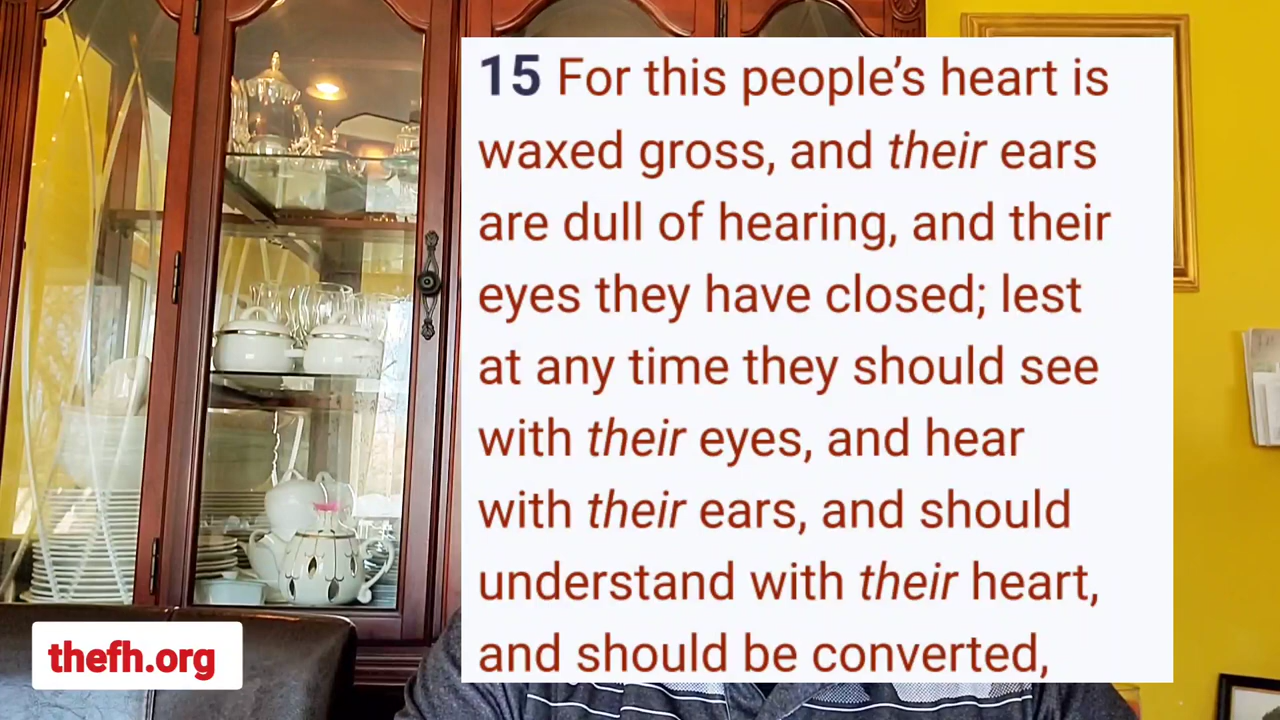 15 For this people’s heart is
waxed gross, and their ears
are dull of hearing, and their
eyes they have closed; lest
at any time they should see
with their eyes, and hear
with their ears, and should
understand with their heart,
and should be converted,
thefh.org